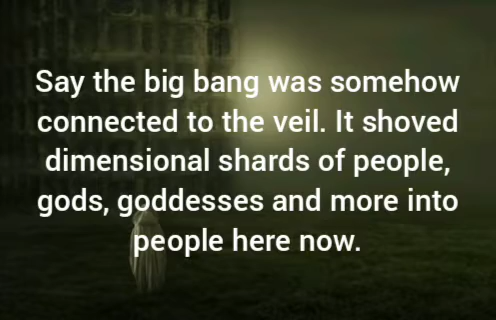 Say the big bang was somehow
connected to the veil. It shoved
dimensional shards of people,
gods, goddesses and more into
people here now.